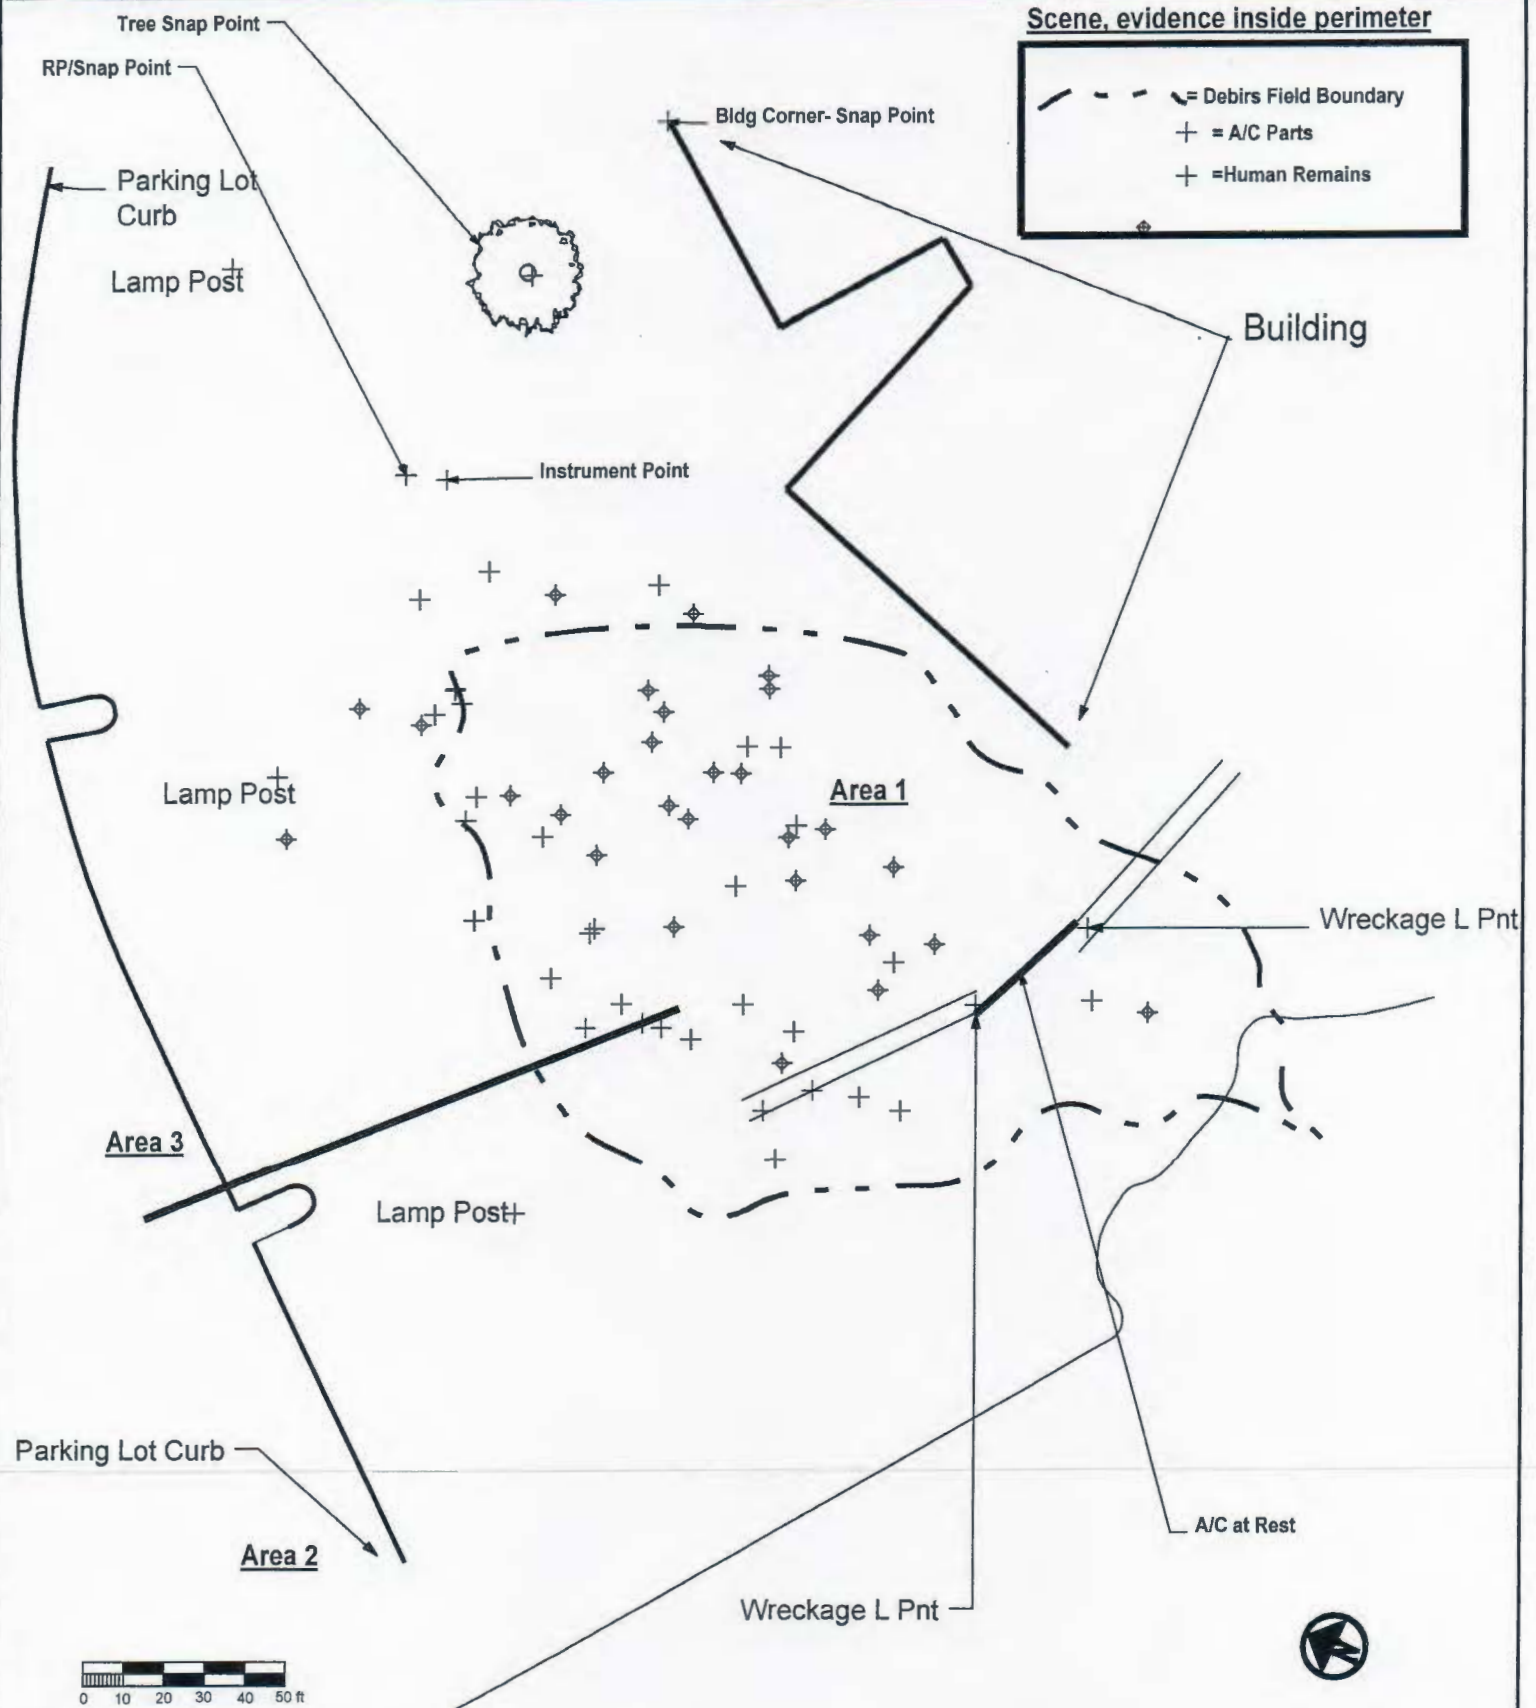 Tree Snap Point
Scene, evidence inside perimeter
RP/Snap Point
= Debirs Field Boundary
Bldg Corner- Snap Point
= A/C Parts
Parking Lot
Curb
=Human Remains
Lamp Post
Building
Instrument Point
Area 1
Lamp Post
Wreckage L Pnt
Area 3
Lamp Post
Parking Lot Curb
A/C at Rest
Area 2
Wreckage L Pnt
0 10 20 30 40 50 ft